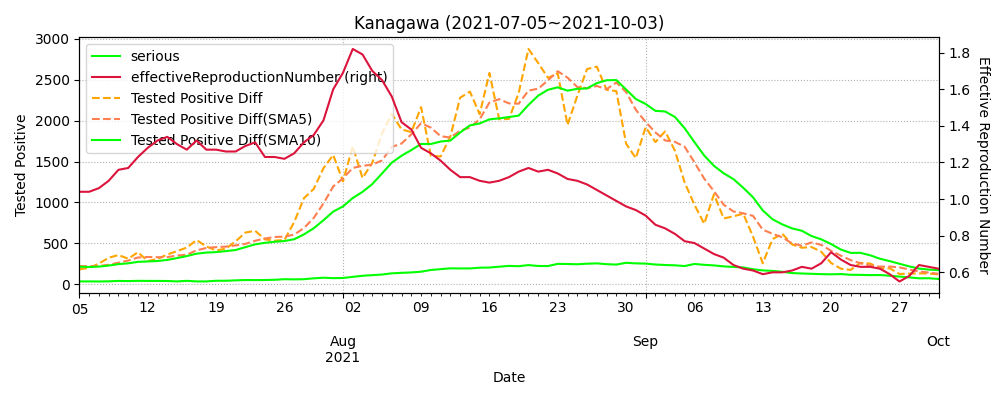 Kanagawa (2021-07-05~2021-10-03)
serious
effectiveReproductionNumber (right)
Tested Positive Diff
Tested Positive Diff(SMA5)
Tested Positive Diff(SMA10)
Tested Positive
3000
2500
2000
1500
1000
500
0
Effective Reproduction Number
1.8
1.6
1.4
1.2
1.0
0.8
0.6
05 12 19 26 02 09 16 23 30 06 13 20 27
Aug Sep Oct
2021
Date